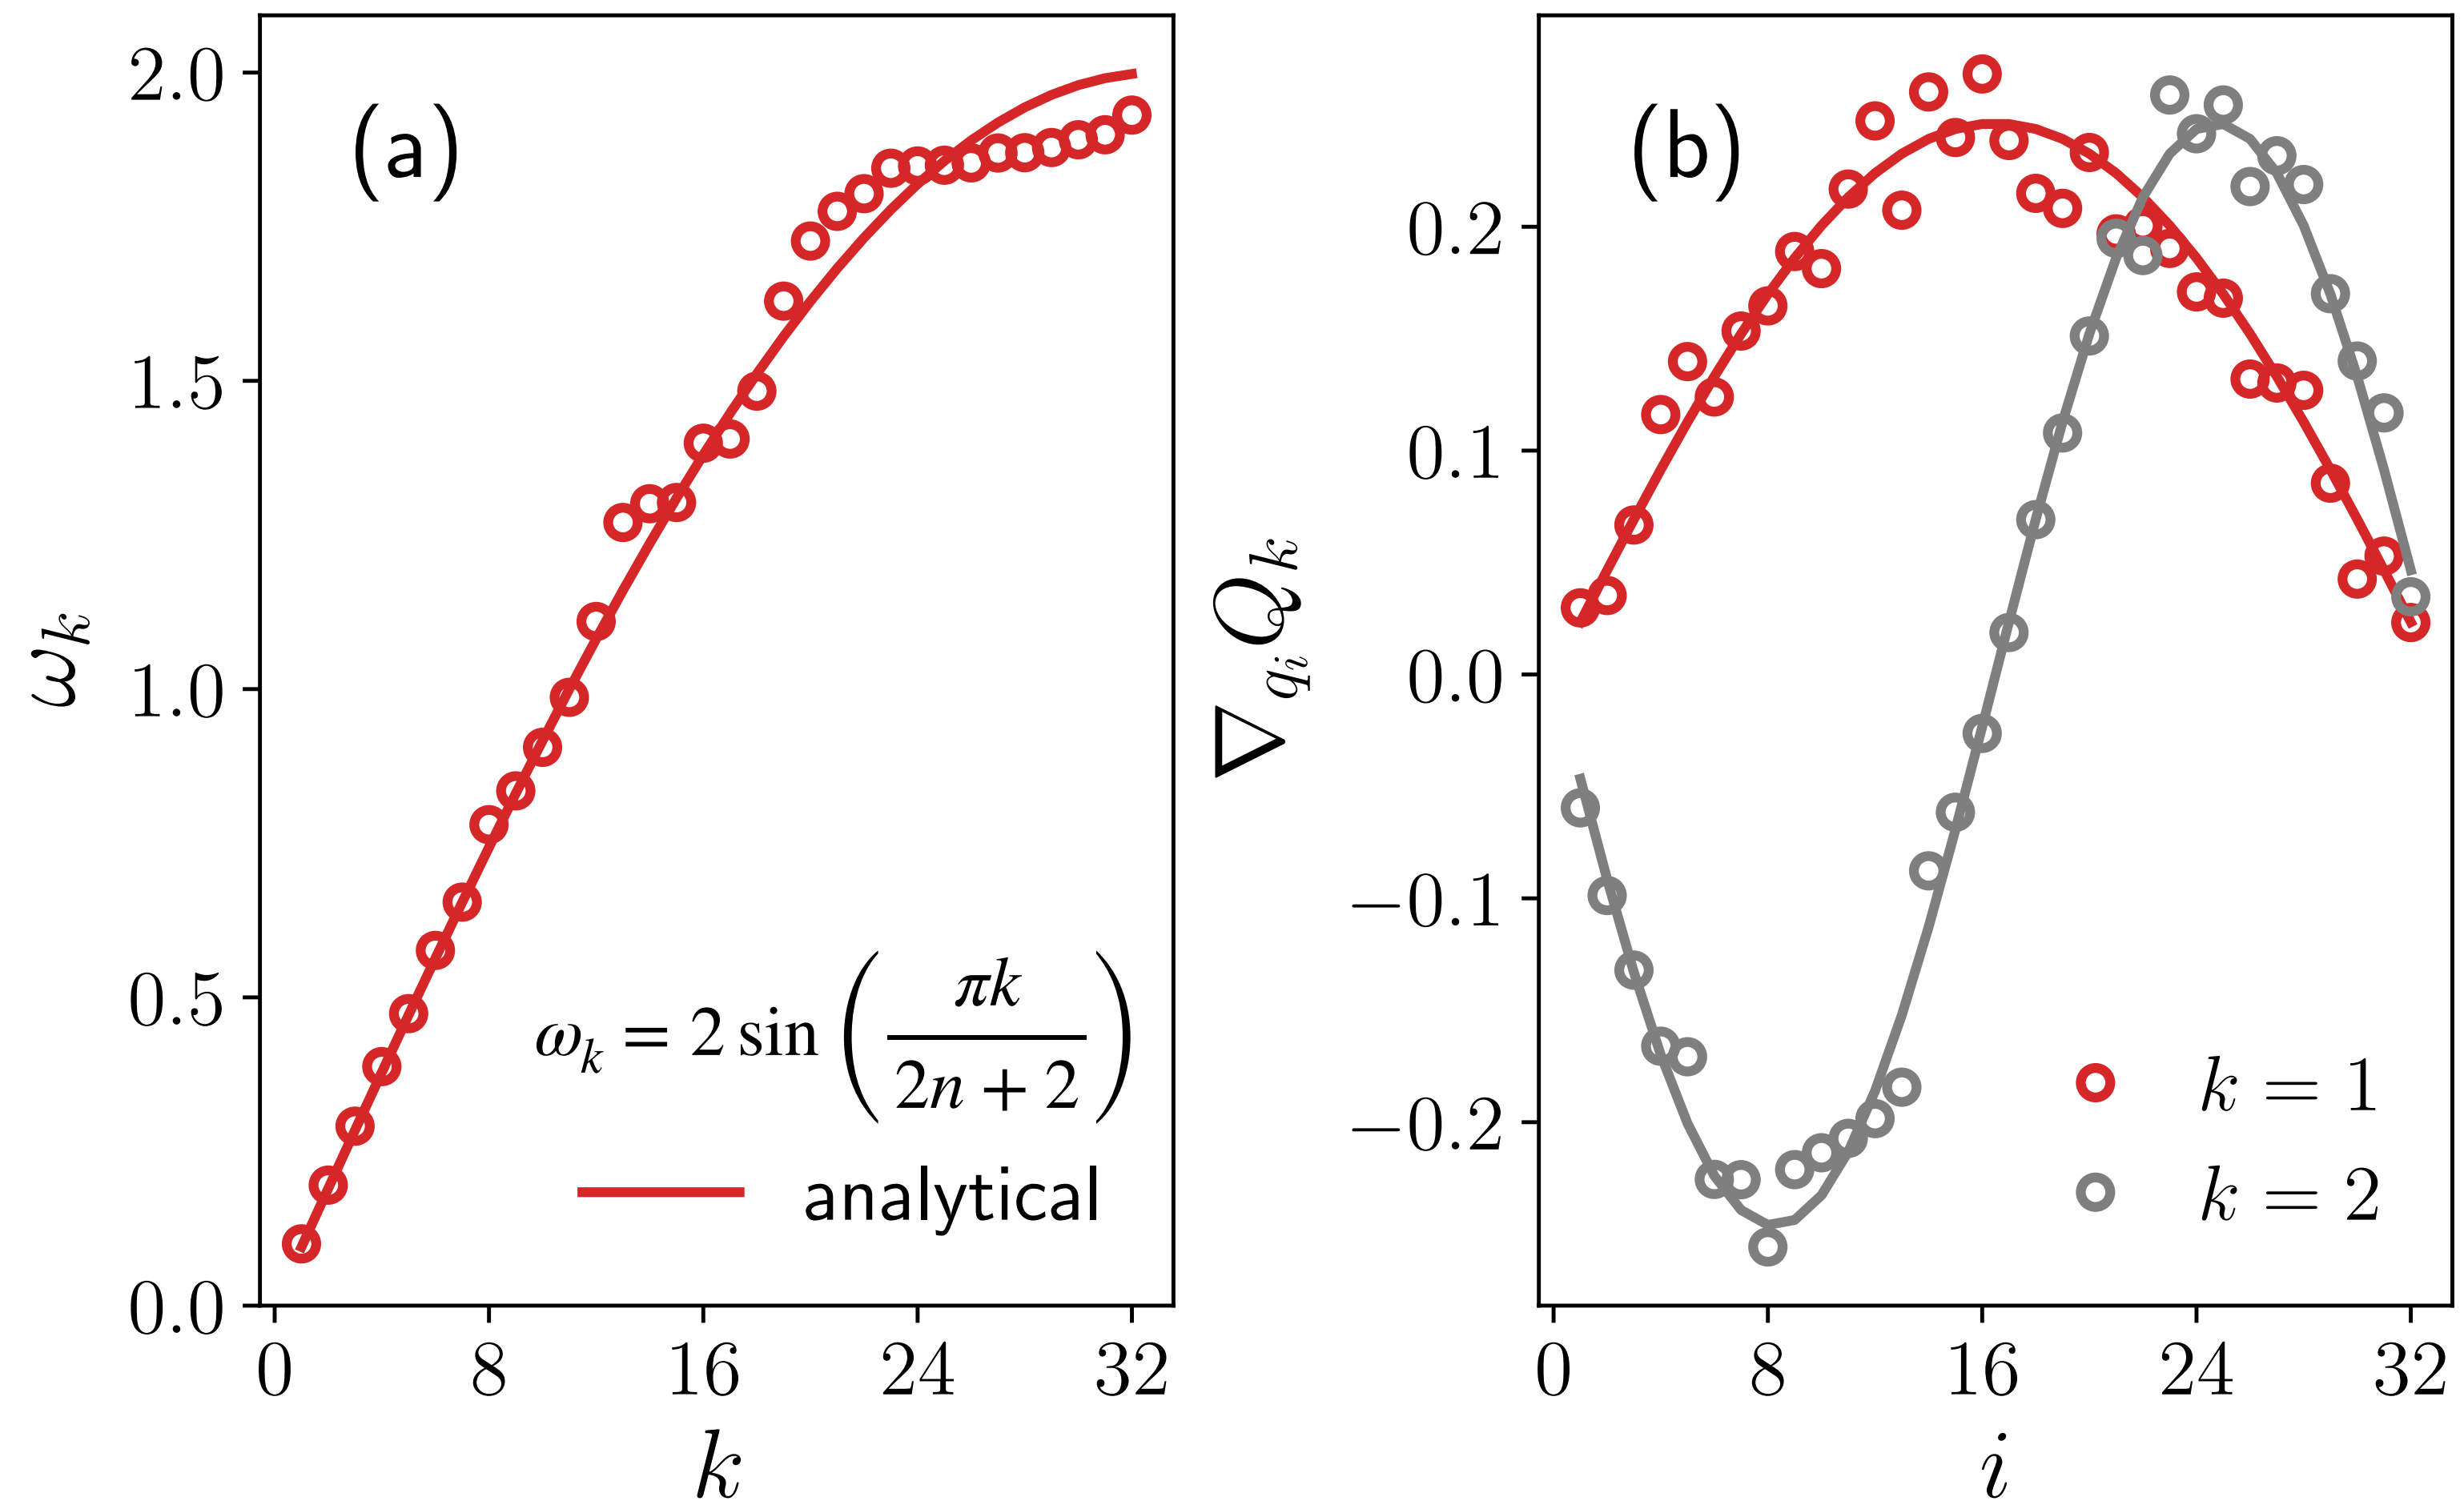 (a)
2.0
1.5
1.0
0.5
0.0
ω_k
ω_k = 2 sin (πk / 2n + 2)
analytical
0 8 16 24 32
k
(b)
0.2
0.1
0.0
−0.1
−0.2
∇_{q_i} Q_k
k = 1
k = 2
0 8 16 24 32
i